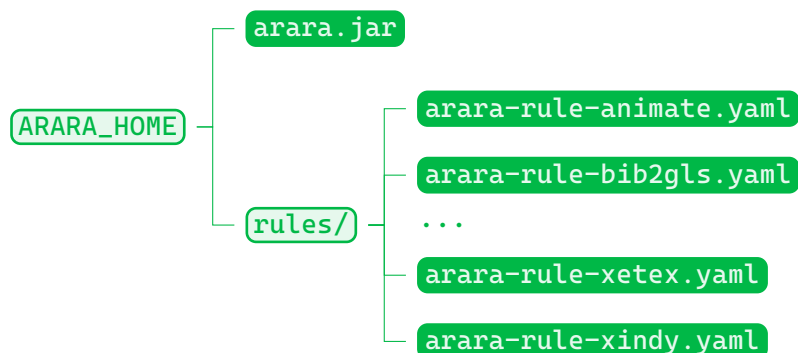 arara.jar
arara-rule-animate.yaml
ARARA_HOME
arara-rule-bib2gls.yaml
rules/
...
arara-rule-xetex.yaml
arara-rule-xindy.yaml